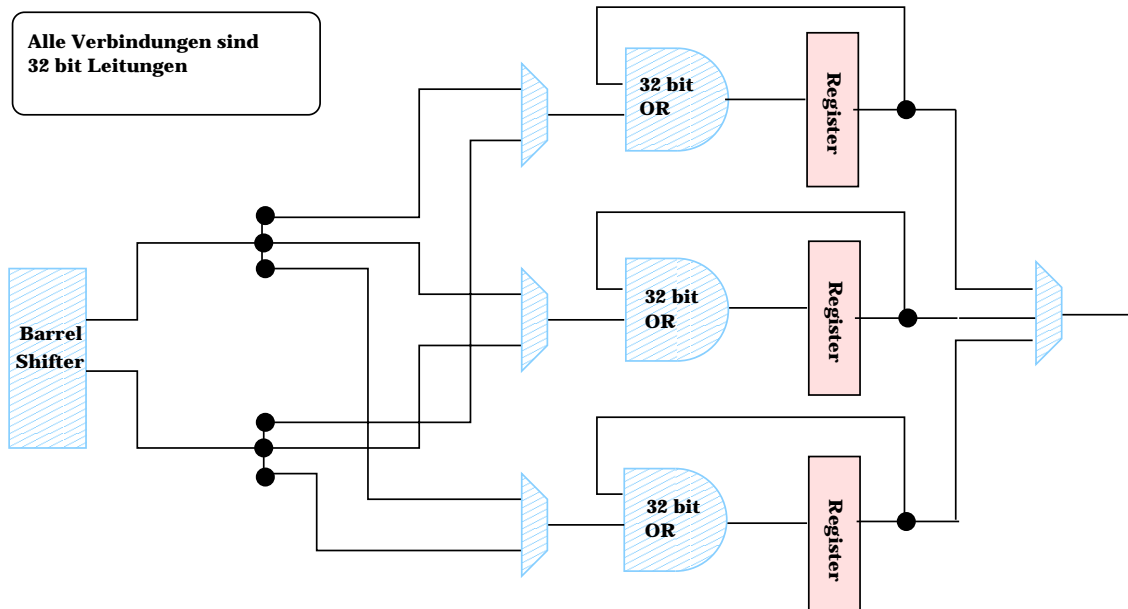 Alle Verbindungen sind
32 bit Leitungen
32 bit
OR
Register
32 bit
OR
Register
Barrel
Shifter
32 bit
OR
Register